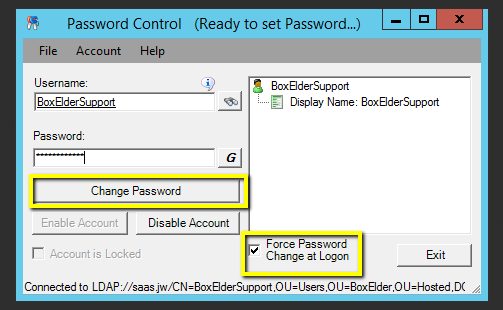 Password Control (Ready to set Password...)
File Account Help
Username:
BoxElderSupport
Password:
************
G
Change Password
Enable Account Disable Account
Account is Locked
BoxElderSupport
Display Name: BoxElderSupport
Force Password
Change at Logon
Exit
Connected to LDAP://saas.jw/CN=BoxElderSupport,OU=Users,OU=BoxElder,OU=Hosted,DC